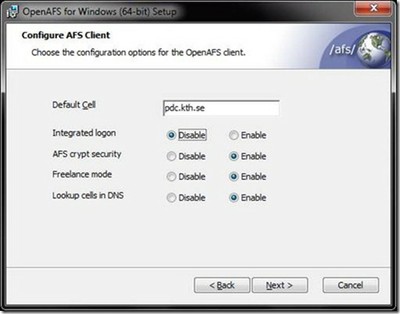 OpenAFS for Windows (64-bit) Setup
Configure AFS Client
Choose the configuration options for the OpenAFS client.
/afs/
Default Cell pdc.kth.se
Integrated logon Disable Enable
AFS crypt security Disable Enable
Freelance mode Disable Enable
Lookup cells in DNS Disable Enable
< Back Next > Cancel